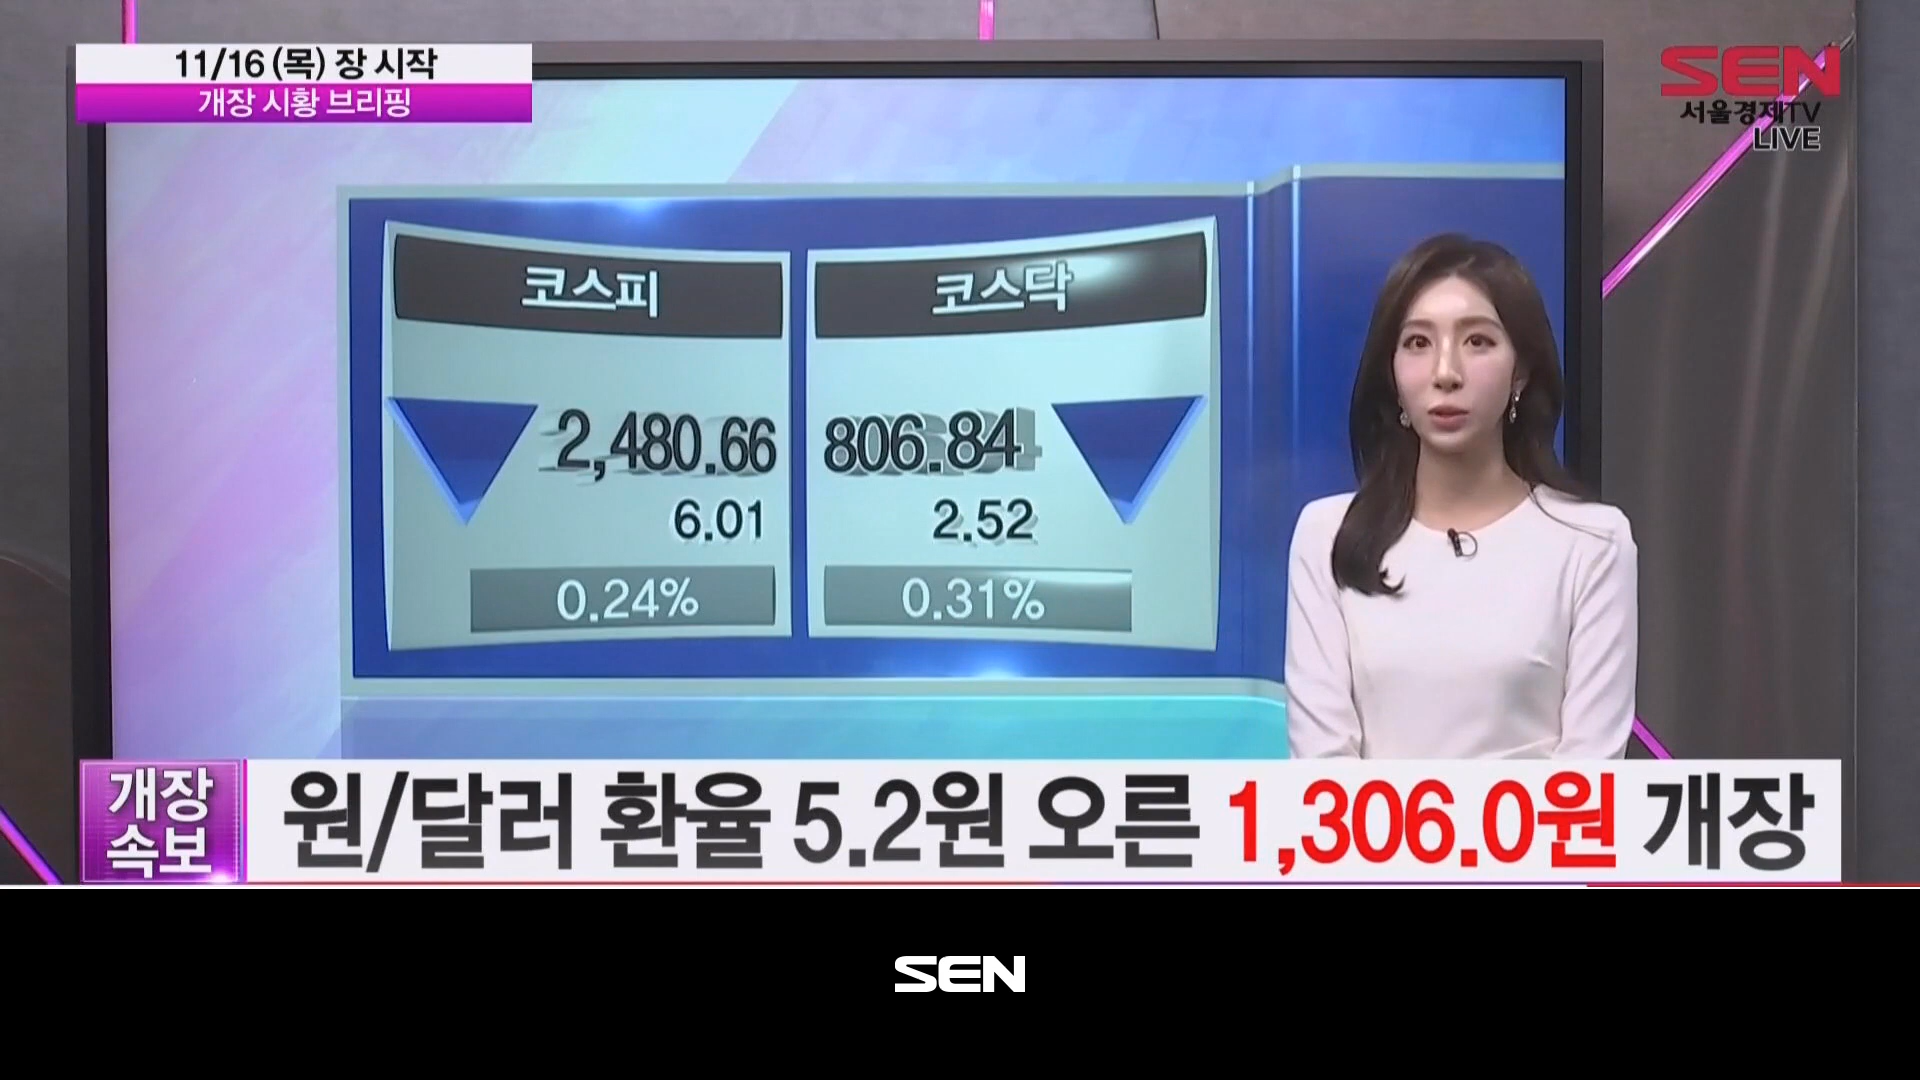 11/16 (목) 장 시작
개장 시황 브리핑
SEN
서울경제TV
LIVE
코스피
2,480.66
6.01
0.24%
코스닥
806.84
2.52
0.31%
개장
속보
원/달러 환율 5.2원 오른 1,306.0원 개장
SEN